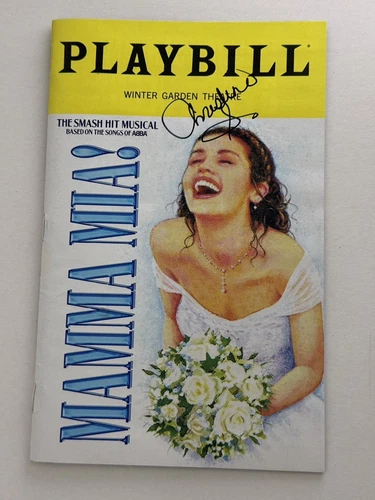 PLAYBILL®
WINTER GARDEN THEATRE
THE SMASH HIT MUSICAL
BASED ON THE SONGS OF ABBA
MAMMA MIA!